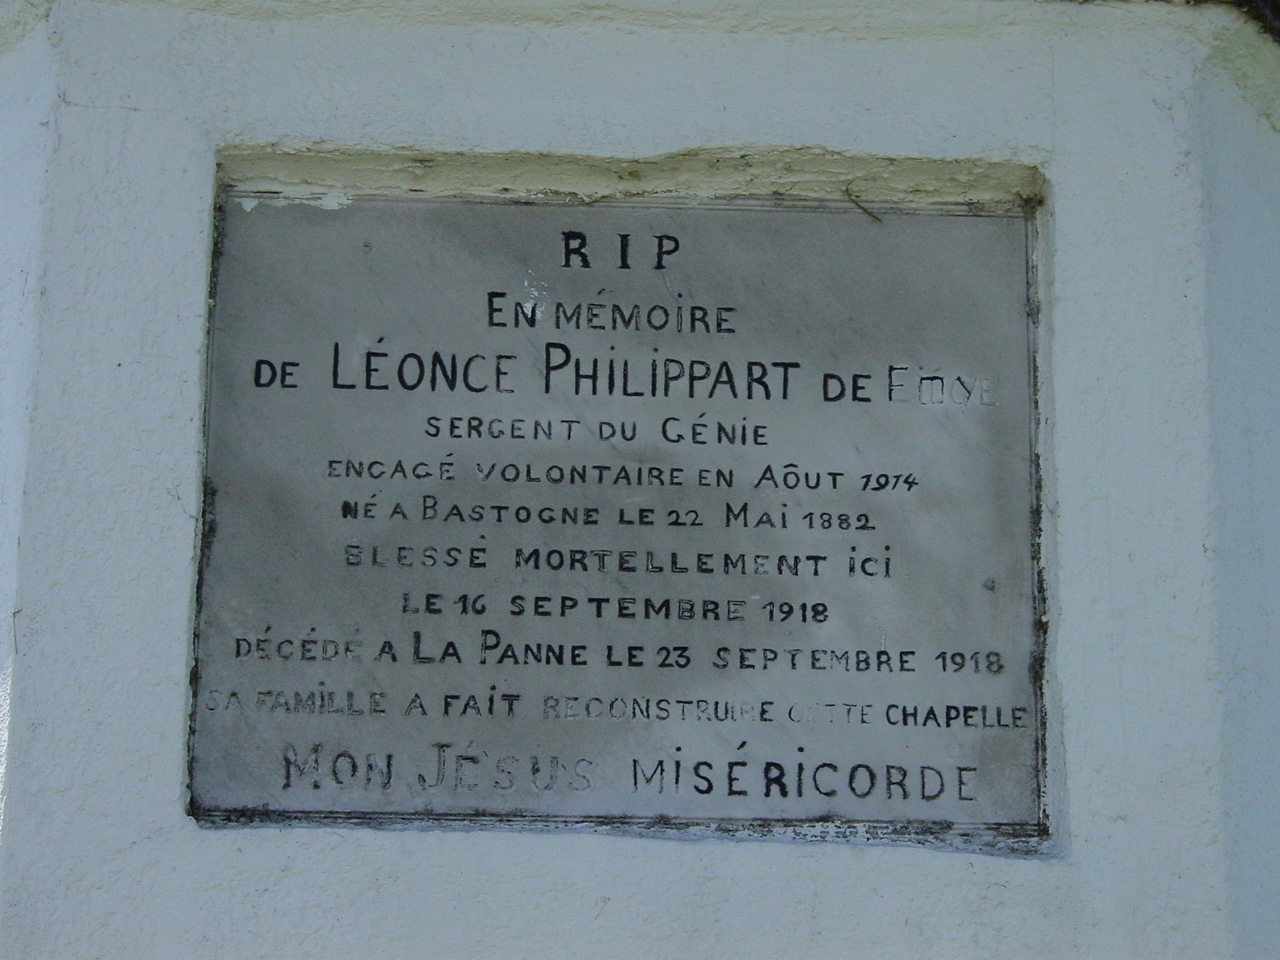 RIP
EN MÉMOIRE
DE LÉONCE PHILIPPART DE
SERGENT DU GÉNIE
ENGAGÉ VOLONTAIRE EN AOÛT 1914
NÉ A BASTOGNE LE 22 MAI 1882
BLESSÉ MORTELLEMENT ICI
LE 16 SEPTEMBRE 1918
DÉCÉDÉ A LA PANNE LE 23 SEPTEMBRE 1918
SA FAMILLE A FAIT RECONSTRUIRE CETTE CHAPELLE
MON JÉSUS MISÉRICORDE